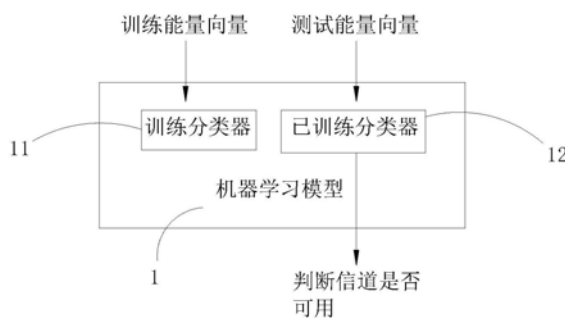 训练能量向量
测试能量向量
训练分类器
已训练分类器
11
12
机器学习模型
1
判断信道是否
可用